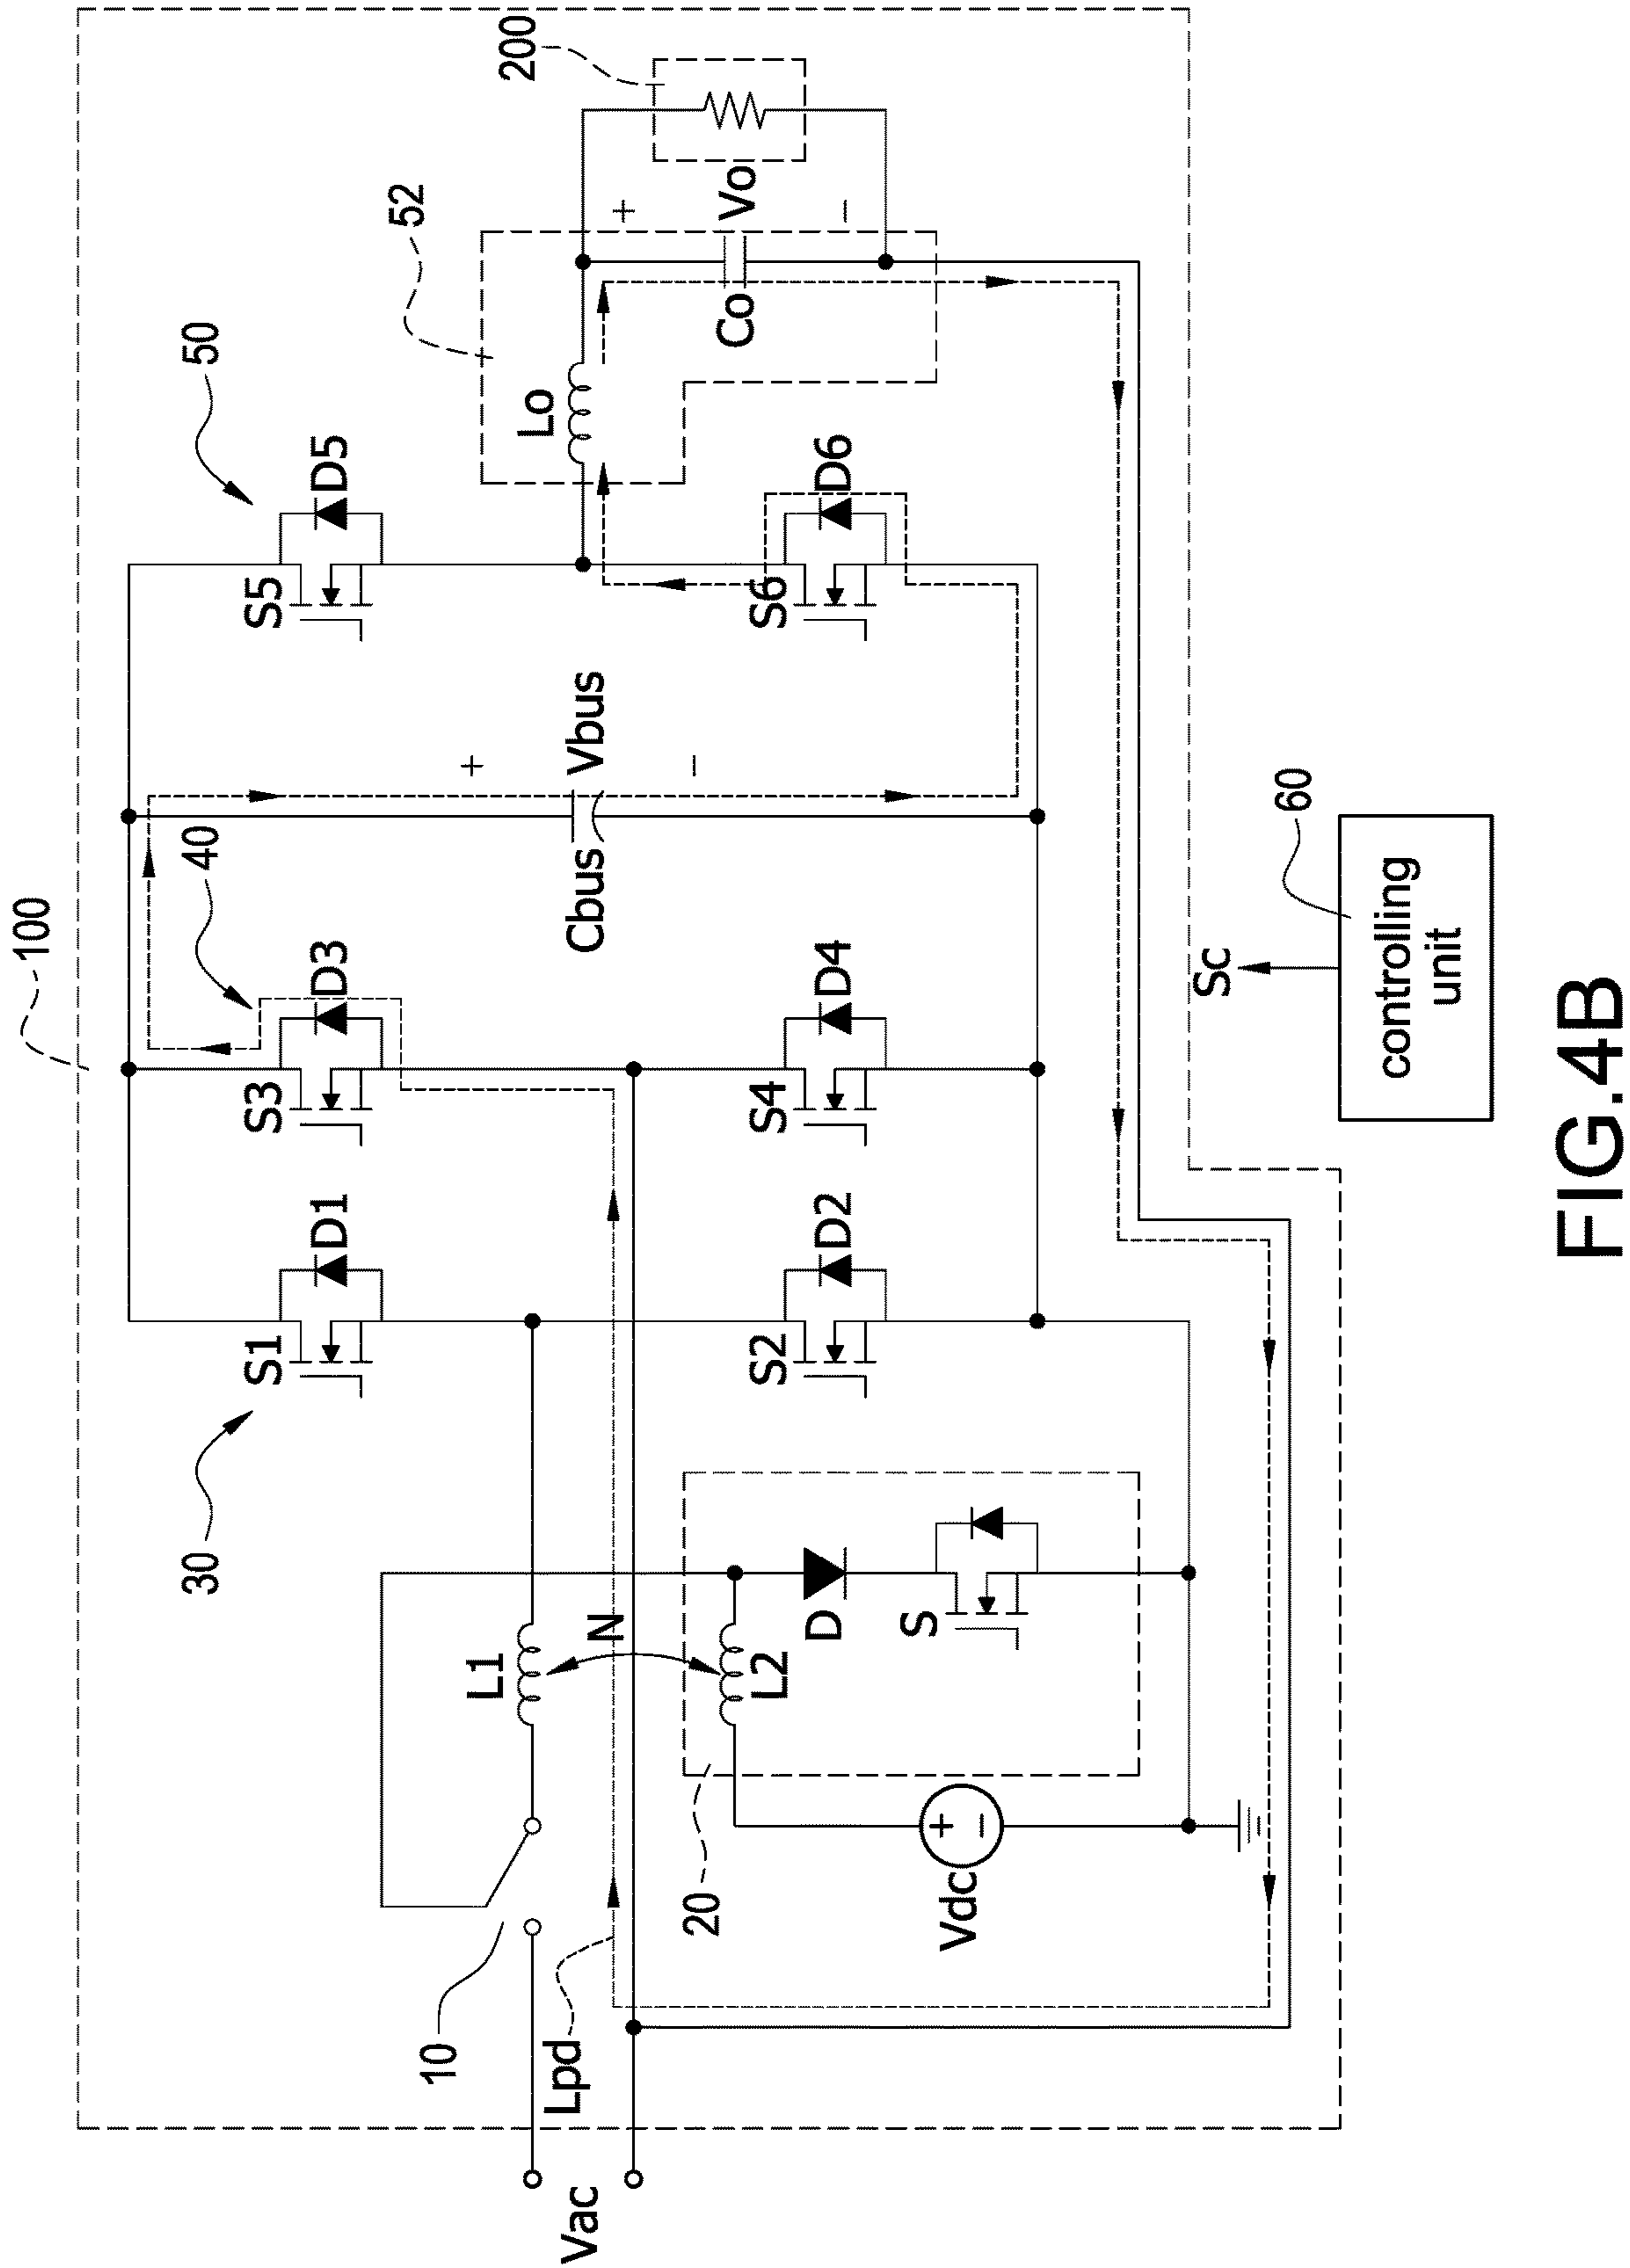 100
30
40
50
S1
D1
S3
D3
S5
D5
52
200
10
L1
Lo
+
Vo
−
Co
+
Cbus
Vbus
−
N
Vac
Lpd
20
L2
D
S
S2
D2
S4
D4
S6
D6
Vdc
+
−
Sc
60
controlling
unit
FIG.4B